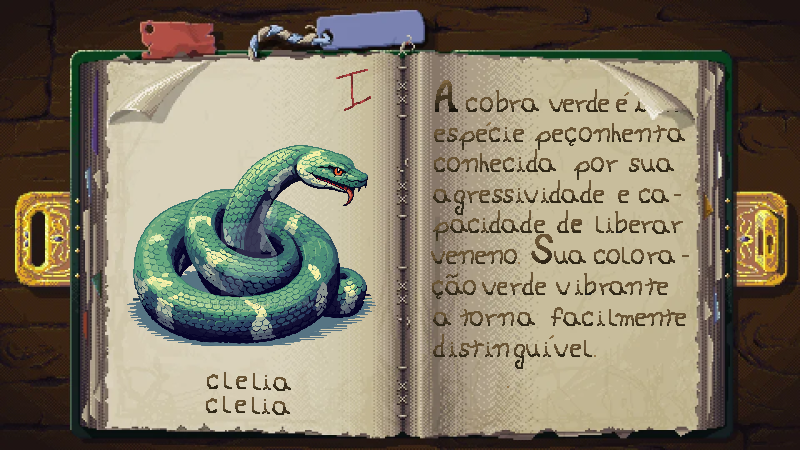 I
clelia
clelia
A cobra verde é
espécie peçonhenta
conhecida por sua
agressividade e ca-
pacidade de liberar
veneno. Sua colora-
ção verde vibrante
a torna facilmente
distinguível.